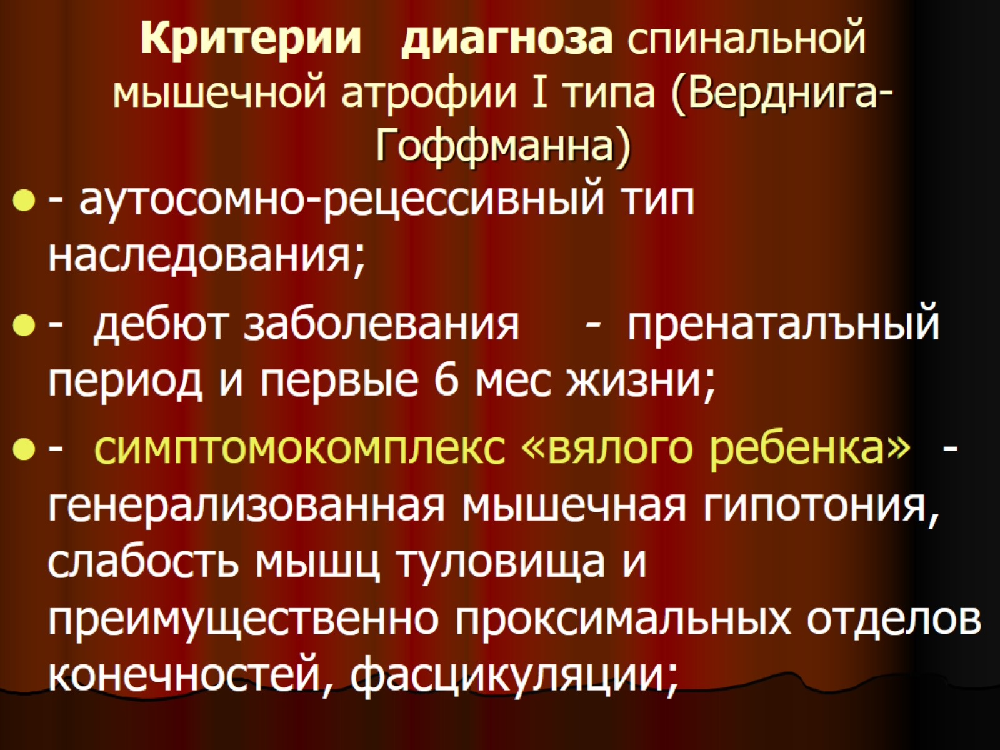 Критерии диагноза спинальной
мышечной атрофии I типа (Верднига-
Гоффманна)
- аутосомно-рецессивный тип
наследования;
- дебют заболевания - пренаталъный
период и первые 6 мес жизни;
- симптомокомплекс «вялого ребенка» -
генерализованная мышечная гипотония,
слабость мышц туловища и
преимущественно проксимальных отделов
конечностей, фасцикуляции;